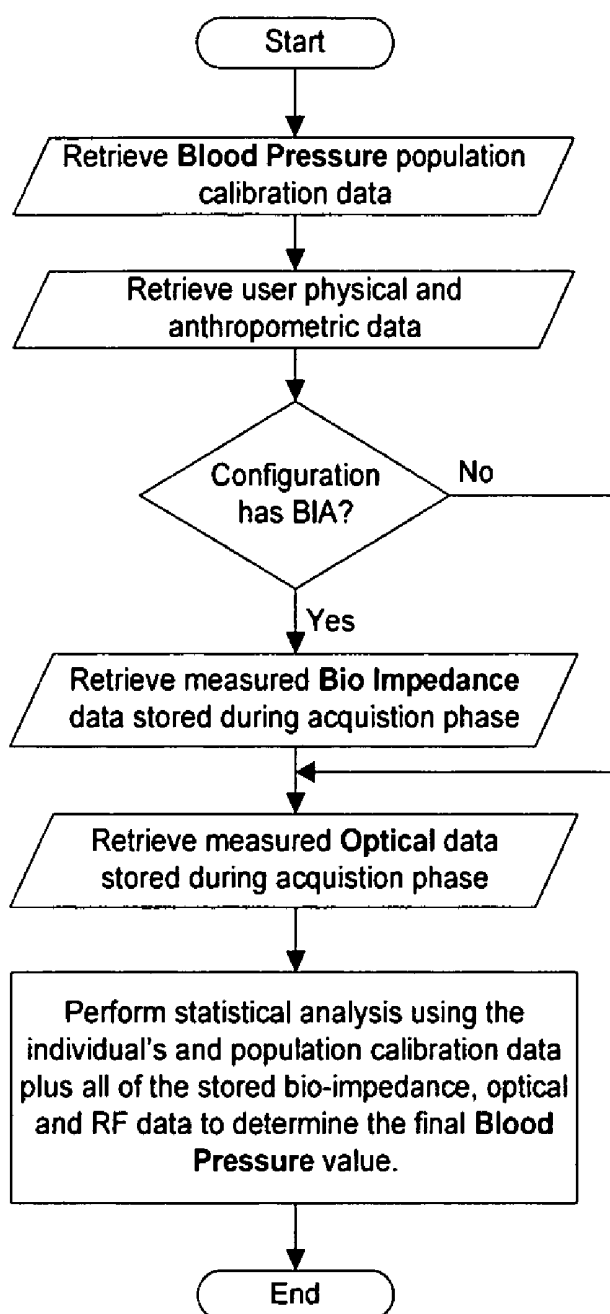 Start
Retrieve Blood Pressure population
calibration data
Retrieve user physical and
anthropometric data
Configuration
has BIA?
No
Yes
Retrieve measured Bio Impedance
data stored during acquistion phase
Retrieve measured Optical data
stored during acquistion phase
Perform statistical analysis using the
individual's and population calibration data
plus all of the stored bio-impedance, optical
and RF data to determine the final Blood
Pressure value.
End